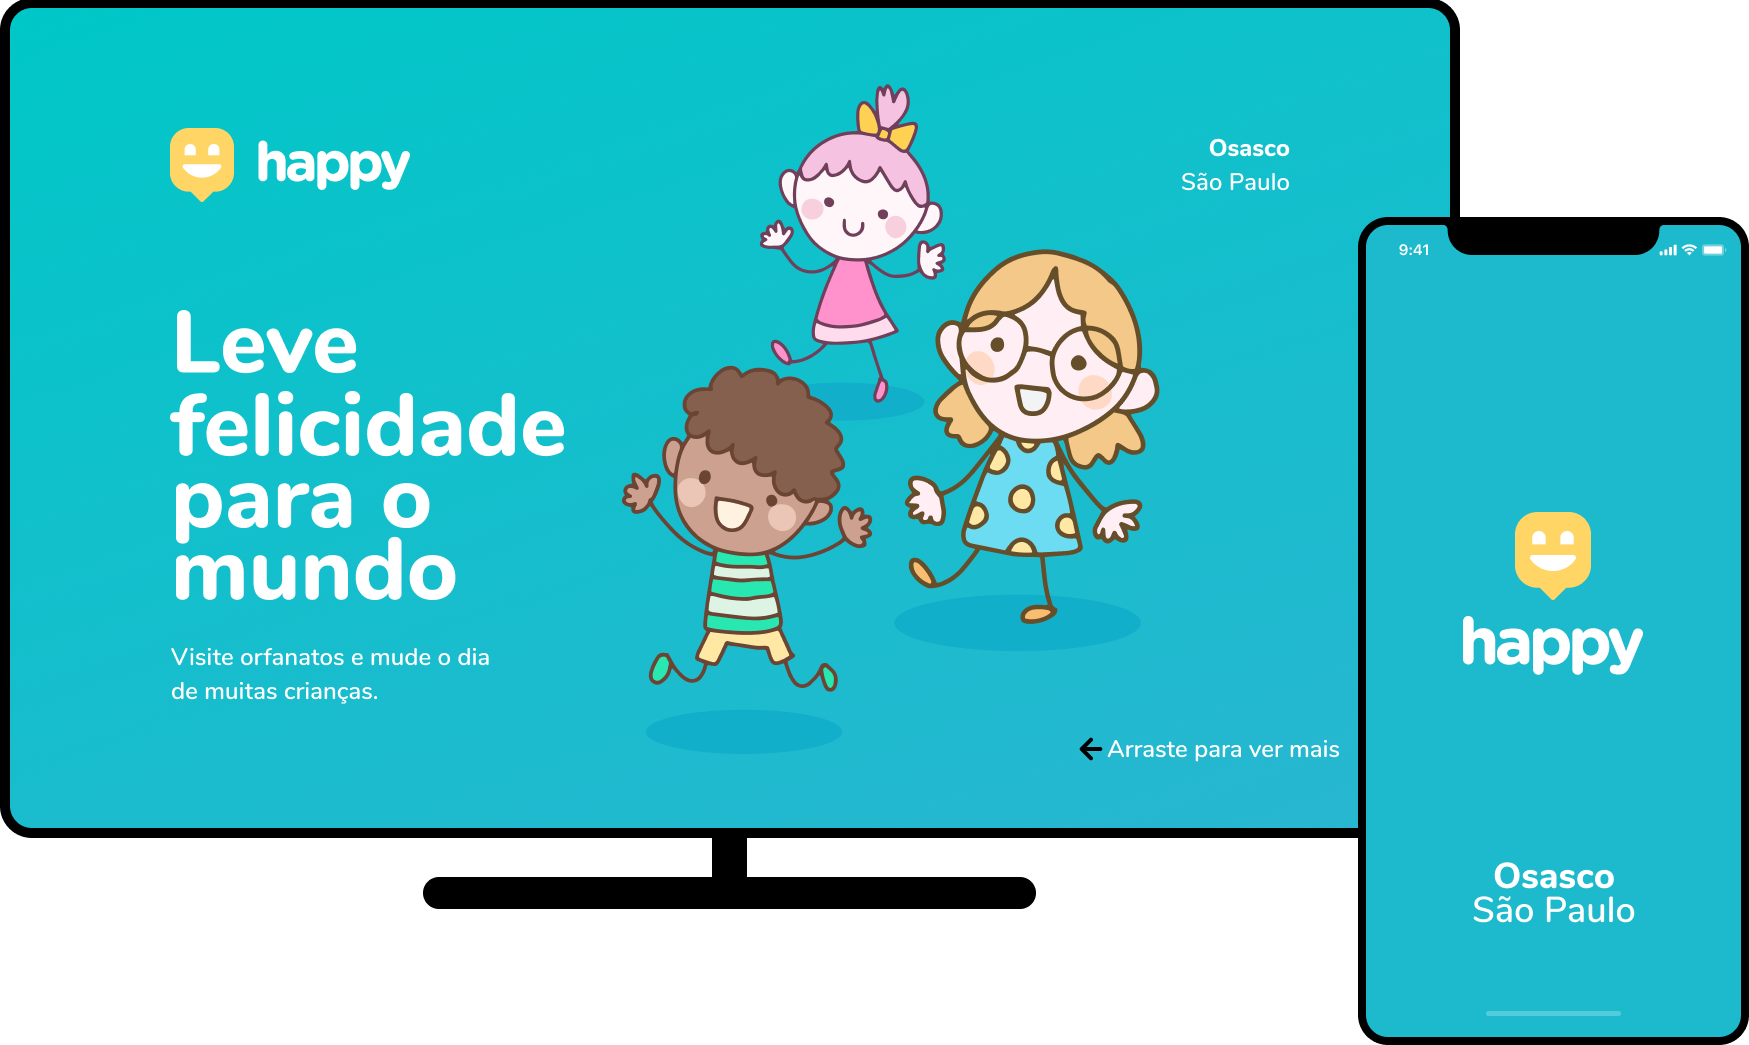 happy
Osasco
São Paulo
Leve
felicidade
para o
mundo
Visite orfanatos e mude o dia
de muitas crianças.
Arraste para ver mais
9:41
happy
Osasco
São Paulo